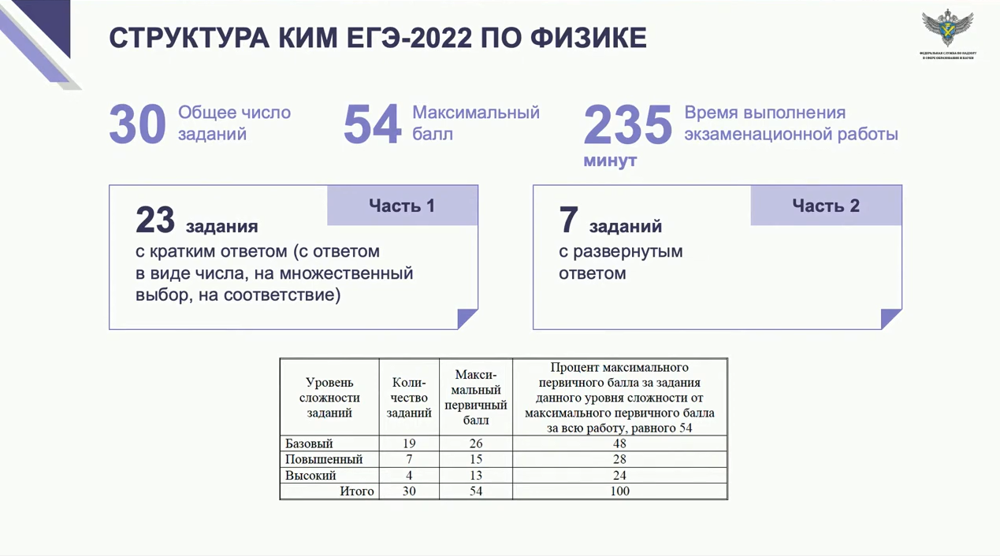 СТРУКТУРА КИМ ЕГЭ-2022 ПО ФИЗИКЕ
ФЕДЕРАЛЬНАЯ СЛУЖБА ПО НАДЗОРУ
В СФЕРЕ ОБРАЗОВАНИЯ И НАУКИ
30 Общее число
заданий
54 Максимальный
балл
235 Время выполнения
экзаменационной работы
минут
Часть 1
23 задания
с кратким ответом (с ответом
в виде числа, на множественный
выбор, на соответствие)
Часть 2
7 заданий
с развернутым
ответом
Уровень
сложности
заданий
Коли-
чество
заданий
Макси-
мальный
первичный
балл
Процент максимального
первичного балла за задания
данного уровня сложности от
максимального первичного балла
за всю работу, равного 54
Базовый 19 26 48
Повышенный 7 15 28
Высокий 4 13 24
Итого 30 54 100